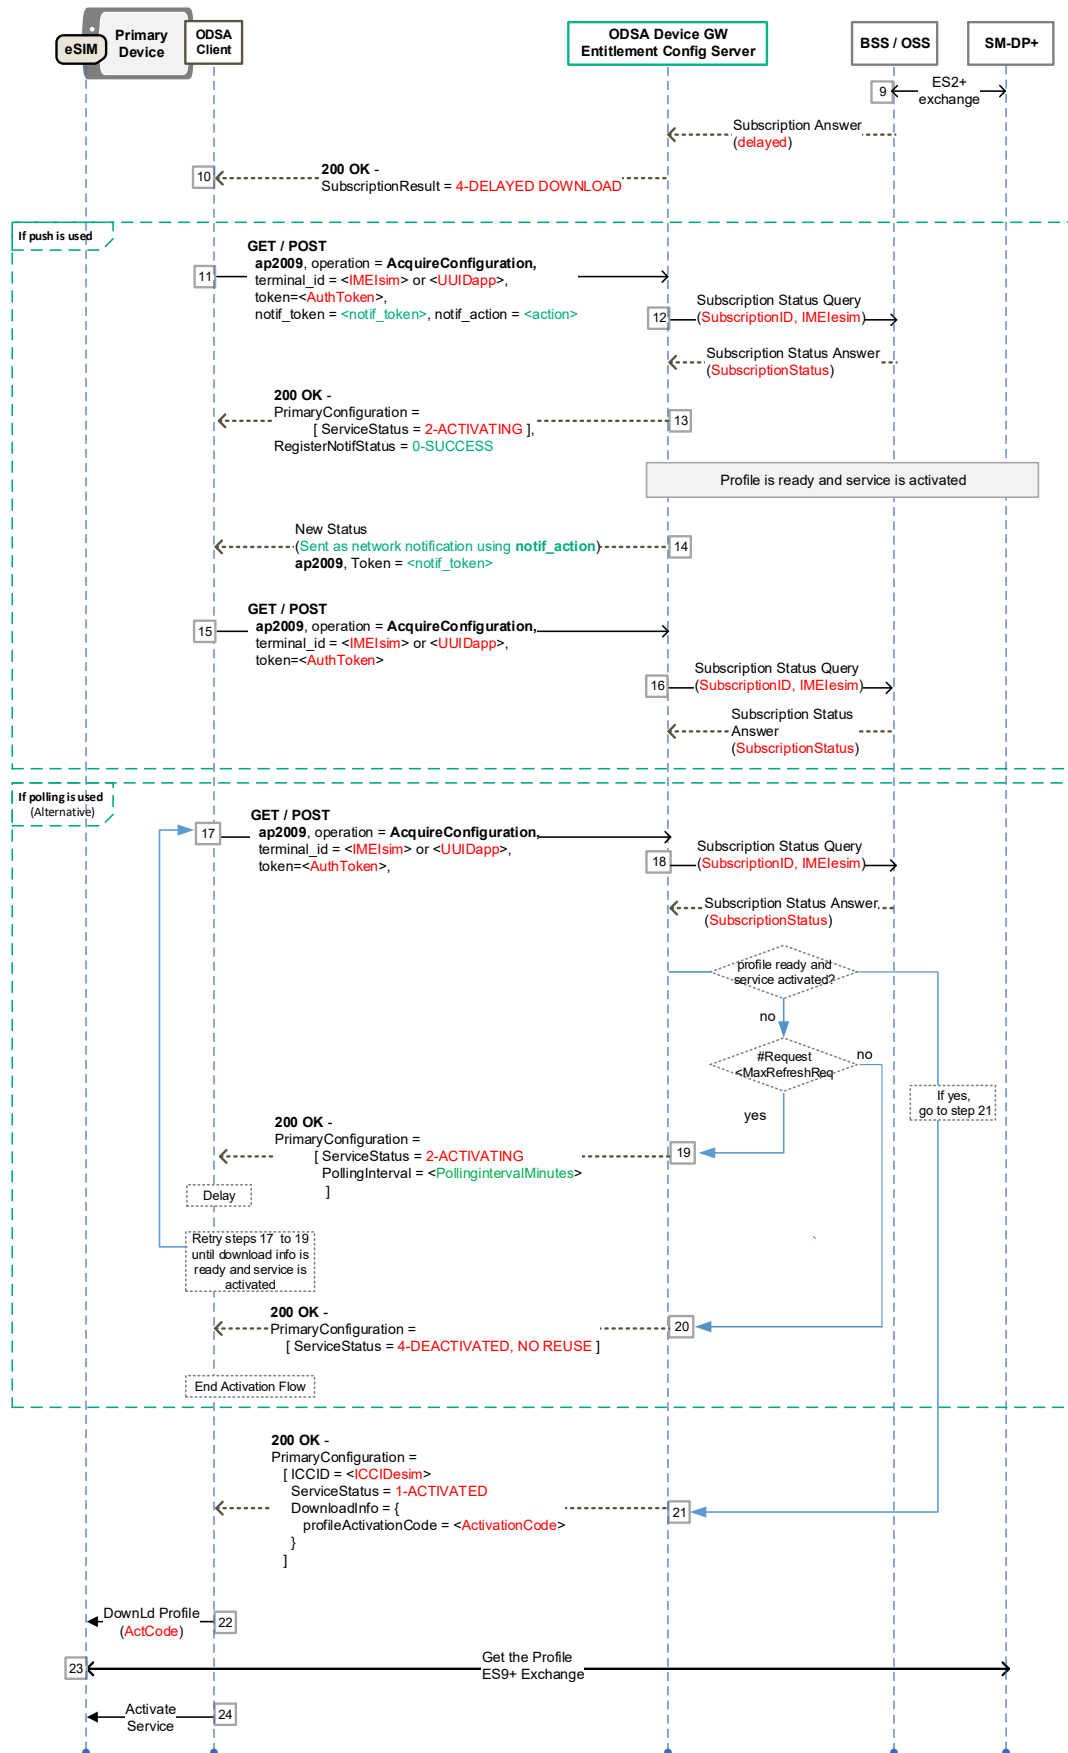 eSIM
Primary
Device
ODSA
Client
ODSA Device GW
Entitlement Config Server
BSS / OSS
SM-DP+
9
ES2+
exchange
Subscription Answer
(delayed)
10
200 OK -
SubscriptionResult = 4-DELAYED DOWNLOAD
If push is used
GET / POST
11
ap2009, operation = AcquireConfiguration,
terminal_id = <IMEIsim> or <UUIDapp>,
token=<AuthToken>,
notif_token = <notif_token>, notif_action = <action>
12
Subscription Status Query
(SubscriptionID, IMEIesim)
Subscription Status Answer
(SubscriptionStatus)
200 OK -
PrimaryConfiguration =
[ ServiceStatus = 2-ACTIVATING ],
RegisterNotifStatus = 0-SUCCESS
13
Profile is ready and service is activated
New Status
(Sent as network notification using notif_action)
ap2009, Token = <notif_token>
14
GET / POST
15
ap2009, operation = AcquireConfiguration,
terminal_id = <IMEIsim> or <UUIDapp>,
token=<AuthToken>
16
Subscription Status Query
(SubscriptionID, IMEIesim)
Subscription Status
Answer
(SubscriptionStatus)
If polling is used
(Alternative)
GET / POST
17
ap2009, operation = AcquireConfiguration,
terminal_id = <IMEIsim> or <UUIDapp>,
token=<AuthToken>,
18
Subscription Status Query
(SubscriptionID, IMEIesim)
Subscription Status Answer
(SubscriptionStatus)
profile ready and
service activated?
no
#Request
<MaxRefreshReq
no
yes
If yes,
go to step 21
200 OK -
PrimaryConfiguration =
[ ServiceStatus = 2-ACTIVATING
PollingInterval = <PollingintervalMinutes>
]
19
Delay
Retry steps 17 to 19
until download info is
ready and service is
activated
200 OK -
PrimaryConfiguration =
[ ServiceStatus = 4-DEACTIVATED, NO REUSE ]
20
End Activation Flow
200 OK -
PrimaryConfiguration =
[ ICCID = <ICCIDesim>
ServiceStatus = 1-ACTIVATED
DownloadInfo = {
profileActivationCode = <ActivationCode>
}
]
21
DownLd Profile
(ActCode)
22
23
Get the Profile
ES9+ Exchange
Activate
Service
24